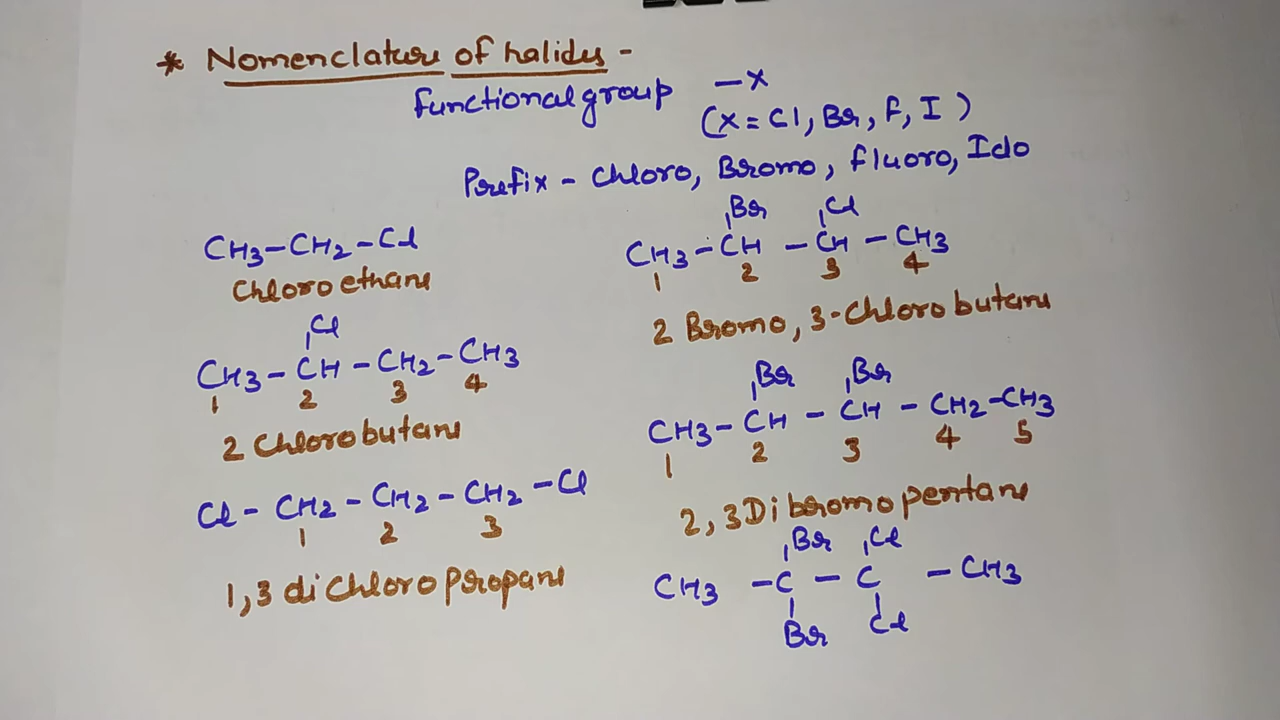 * Nomenclature of halides -
Functional group -X
(X = Cl, Br, F, I)
Prefix - Chloro, Bromo, Fluoro, Ido
CH3-CH2-Cl
Chloro ethane
Cl
CH3-CH-CH2-CH3
1 2 3 4
2 Chlorobutane
Cl-CH2-CH2-CH2-Cl
1 2 3
1,3 dichloropropane
Br Cl
CH3-CH-CH-CH3
1 2 3 4
2 Bromo, 3-Chlorobutane
Br Br
CH3-CH-CH-CH2-CH3
1 2 3 4 5
2,3 Dibromopentane
Br Cl
CH3-C-C-CH3
Br Cl